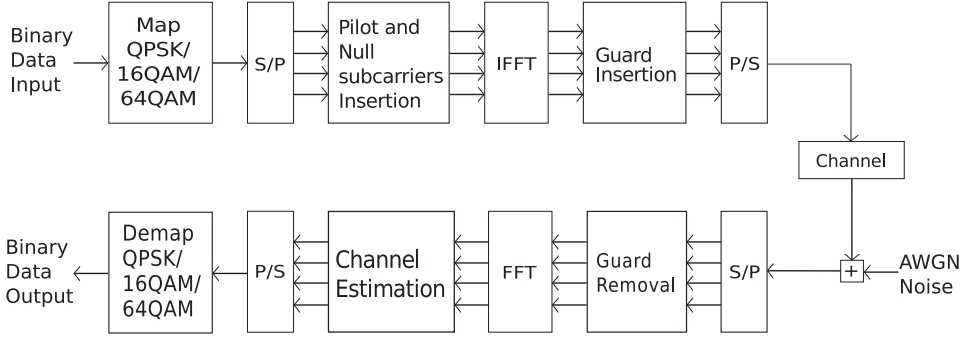 Binary
Data
Input
Map
QPSK/
16QAM/
64QAM
S/P
Pilot and
Null
subcarriers
Insertion
IFFT
Guard
Insertion
P/S
Channel
+
AWGN
Noise
S/P
Guard
Removal
FFT
Channel
Estimation
P/S
Demap
QPSK/
16QAM/
64QAM
Binary
Data
Output